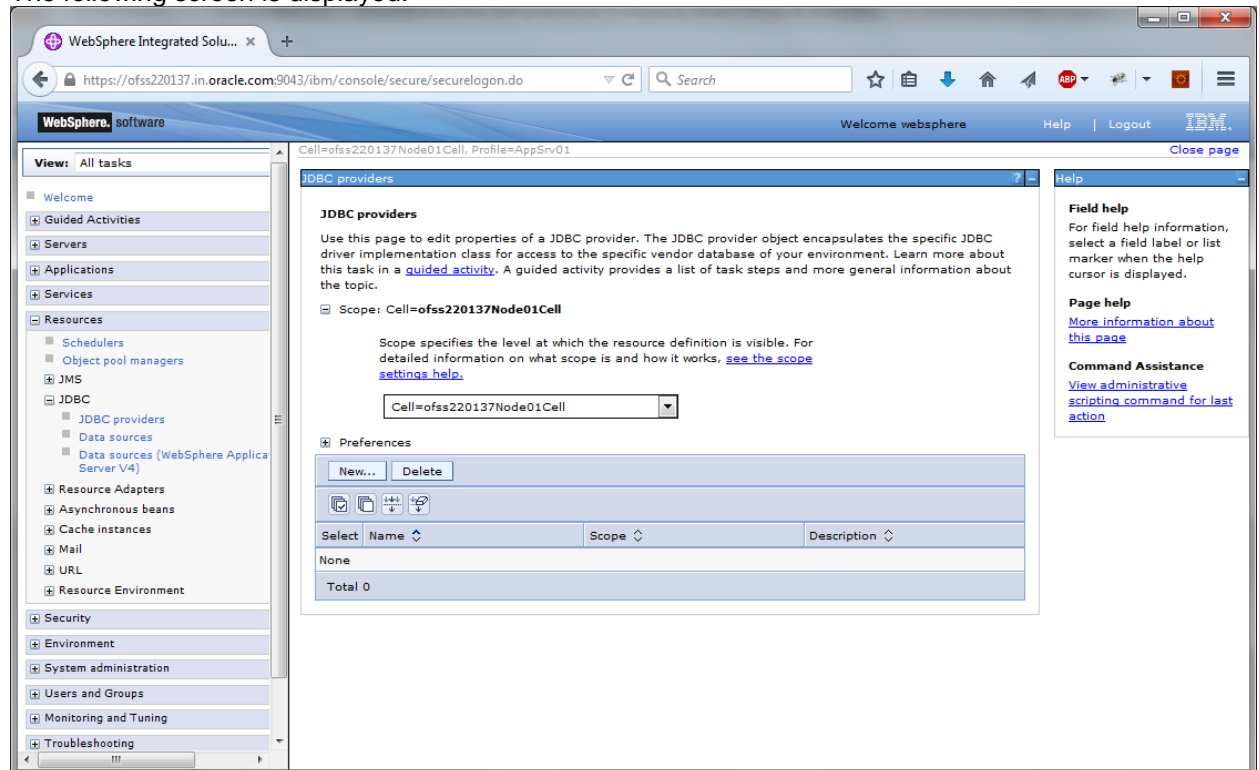 The following screen is displayed.
WebSphere Integrated Solu...
https://ofss220137.in.oracle.com:9043/ibm/console/secure/securelogon.do
Search
ABP
WebSphere. software
Welcome websphere
Help | Logout
IBM.
View: All tasks
Welcome
Guided Activities
Servers
Applications
Services
Resources
Schedulers
Object pool managers
JMS
JDBC
JDBC providers
Data sources
Data sources (WebSphere Applica
Server V4)
Resource Adapters
Asynchronous beans
Cache instances
Mail
URL
Resource Environment
Security
Environment
System administration
Users and Groups
Monitoring and Tuning
Troubleshooting
Cell=ofss220137Node01Cell, Profile=AppSrv01
Close page
JDBC providers
?
JDBC providers
Use this page to edit properties of a JDBC provider. The JDBC provider object encapsulates the specific JDBC
driver implementation class for access to the specific vendor database of your environment. Learn more about
this task in a guided activity. A guided activity provides a list of task steps and more general information about
the topic.
Scope: Cell=ofss220137Node01Cell
Scope specifies the level at which the resource definition is visible. For
detailed information on what scope is and how it works, see the scope
settings help.
Cell=ofss220137Node01Cell
Preferences
New... Delete
Select Name Scope Description
None
Total 0
Help
Field help
For field help information,
select a field label or list
marker when the help
cursor is displayed.
Page help
More information about
this page
Command Assistance
View administrative
scripting command for last
action